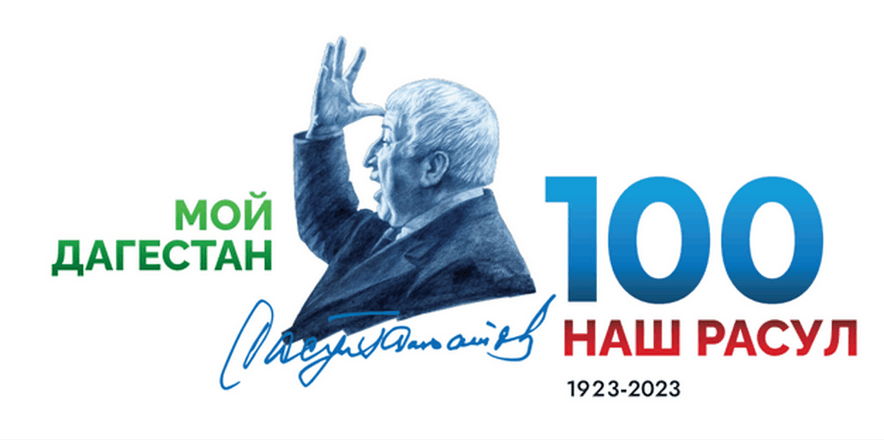 МОЙ
ДАГЕСТАН
100
НАШ РАСУЛ
1923-2023